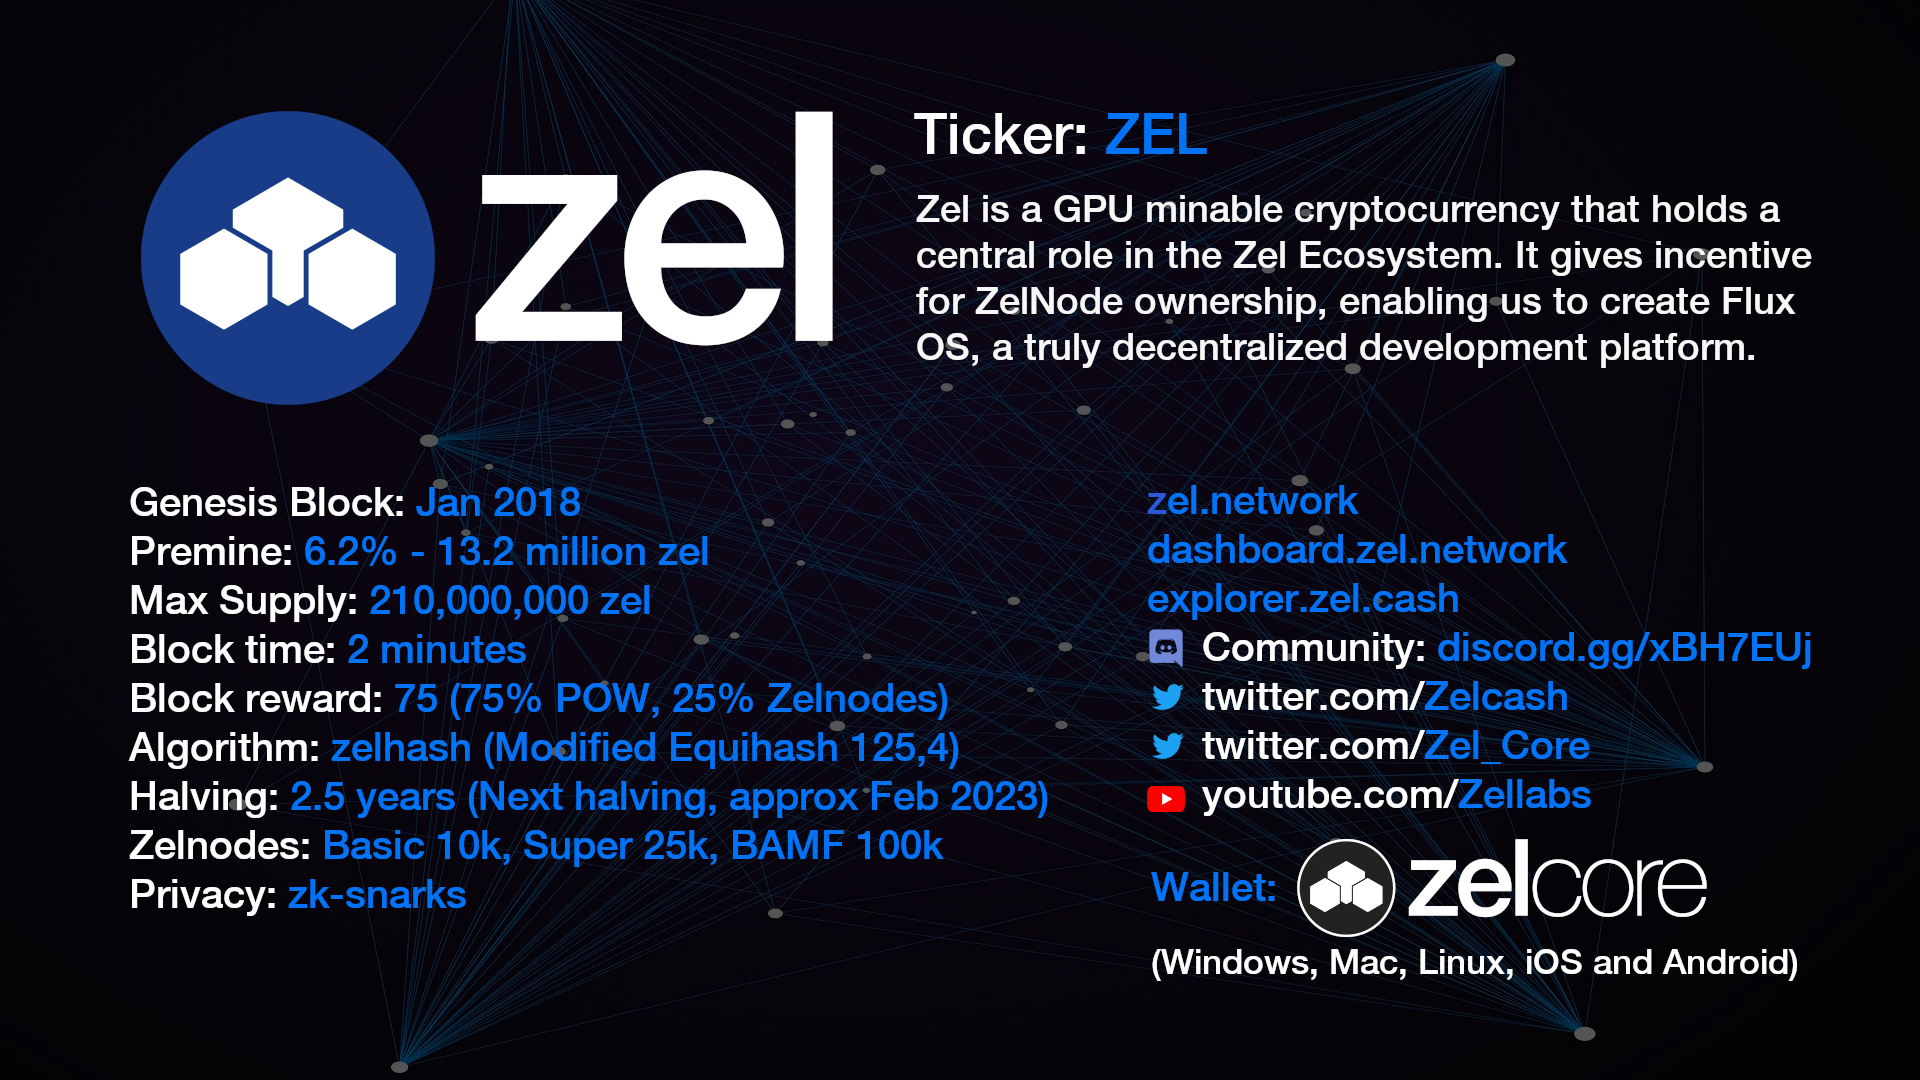 zel
Ticker: ZEL
Zel is a GPU minable cryptocurrency that holds a
central role in the Zel Ecosystem. It gives incentive
for ZelNode ownership, enabling us to create Flux
OS, a truly decentralized development platform.
Genesis Block: Jan 2018
Premine: 6.2% - 13.2 million zel
Max Supply: 210,000,000 zel
Block time: 2 minutes
Block reward: 75 (75% POW, 25% Zelnodes)
Algorithm: zelhash (Modified Equihash 125,4)
Halving: 2.5 years (Next halving, approx Feb 2023)
Zelnodes: Basic 10k, Super 25k, BAMF 100k
Privacy: zk-snarks
zel.network
dashboard.zel.network
explorer.zel.cash
Community: discord.gg/xBH7EUj
twitter.com/Zelcash
twitter.com/Zel_Core
youtube.com/Zellabs
Wallet: zelcore
(Windows, Mac, Linux, iOS and Android)